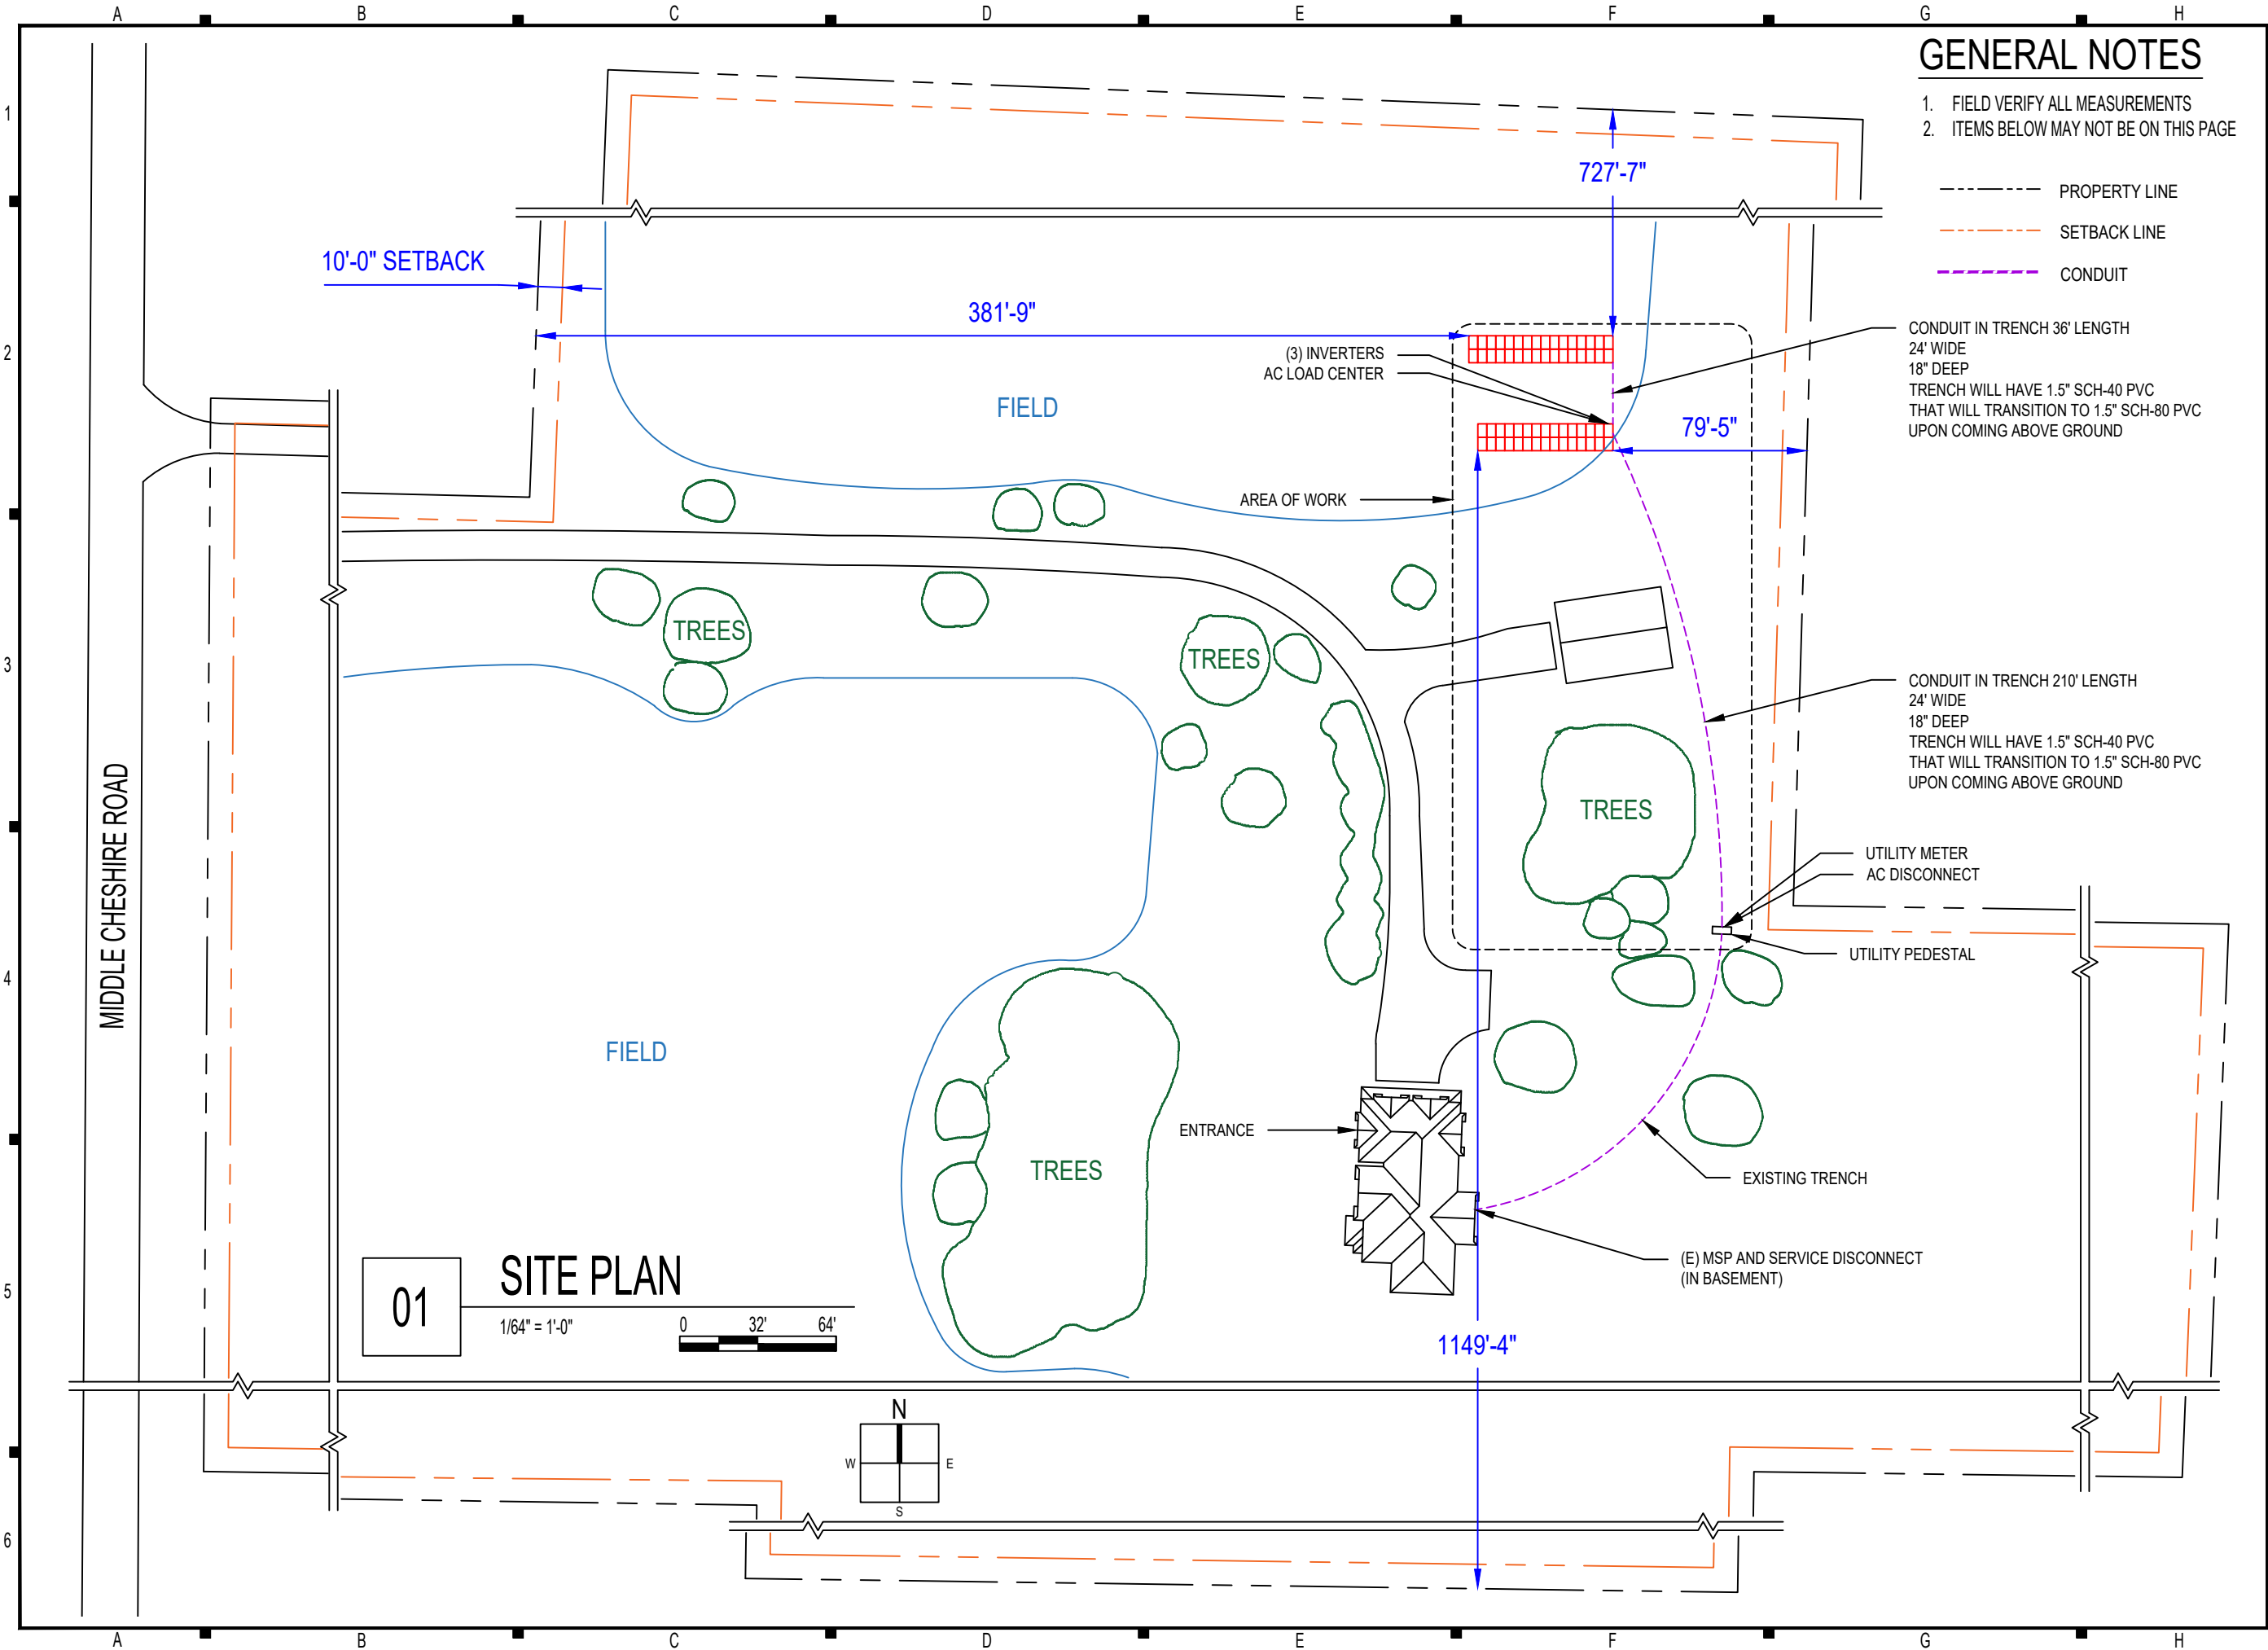 A B C D E F G H
GENERAL NOTES
1. FIELD VERIFY ALL MEASUREMENTS
2. ITEMS BELOW MAY NOT BE ON THIS PAGE
PROPERTY LINE
SETBACK LINE
CONDUIT
1
2
3
4
5
6
727'-7"
10'-0" SETBACK
381'-9"
(3) INVERTERS
AC LOAD CENTER
FIELD
CONDUIT IN TRENCH 36' LENGTH
24' WIDE
18" DEEP
TRENCH WILL HAVE 1.5" SCH-40 PVC
THAT WILL TRANSITION TO 1.5" SCH-80 PVC
UPON COMING ABOVE GROUND
79'-5"
AREA OF WORK
TREES
TREES
CONDUIT IN TRENCH 210' LENGTH
24' WIDE
18" DEEP
TRENCH WILL HAVE 1.5" SCH-40 PVC
THAT WILL TRANSITION TO 1.5" SCH-80 PVC
UPON COMING ABOVE GROUND
MIDDLE CHESHIRE ROAD
TREES
UTILITY METER
AC DISCONNECT
UTILITY PEDESTAL
FIELD
ENTRANCE
TREES
EXISTING TRENCH
(E) MSP AND SERVICE DISCONNECT
(IN BASEMENT)
01
SITE PLAN
1/64" = 1'-0"
0 32' 64'
1149'-4"
N
W E
S
A B C D E F G H